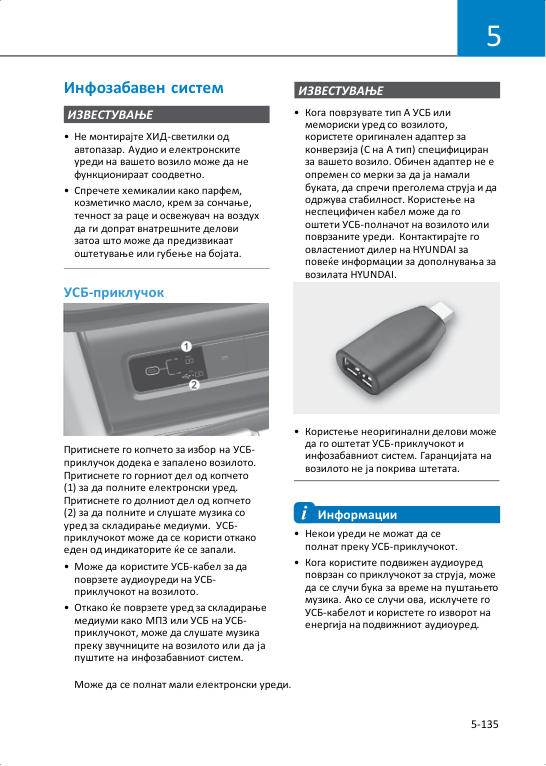 5
Инфозабавен систем
ИЗВЕСТУВАЊЕ
• Не монтирајте ХИД-светилки од
автопазар. Аудио и електронските
уреди на вашето возило може да не
функционираат соодветно.
• Спречете хемикалии како парфем,
козметичко масло, крем за сончање,
течност за раце и освежувач на воздух
да ги допрат внатрешните делови
затоа што може да предизвикаат
оштетување или губење на бојата.
УСБ-приклучок
1
2
Притиснете го копчето за избор на УСБ-
приклучок додека е запалено возилото.
Притиснете го горниот дел од копчето
(1) за да полните електронски уред.
Притиснете го долниот дел од копчето
(2) за да полните и слушате музика со
уред за складирање медиуми.  УСБ-
приклучокот може да се користи откако
еден од индикаторите ќе се запали.
• Може да користите УСБ-кабел за да
поврзете аудиоуреди на УСБ-
приклучокот на возилото.
• Откако ќе поврзете уред за складирање
медиуми како МП3 или УСБ на УСБ-
приклучокот, може да слушате музика
преку звучниците на возилото или да ја
пуштите на инфозабавниот систем.
Може да се полнат мали електронски уреди.
ИЗВЕСТУВАЊЕ
• Кога поврзувате тип А УСБ или
мемориски уред со возилото,
користете оригинален адаптер за
конверзија (C на A тип) специфициран
за вашето возило. Обичен адаптер не е
опремен со мерки за да ја намали
буката, да спречи преголема струја и да
одржува стабилност. Користење на
неспецифичен кабел може да го
оштети УСБ-полначот на возилото или
поврзаните уреди.  Контактирајте го
овластениот дилер на HYUNDAI за
повеќе информации за дополнувања за
возилата HYUNDAI.
• Користење неоригинални делови може
да го оштетат УСБ-приклучокот и
инфозабавниот систем. Гаранцијата на
возилото не ја покрива штетата.
i Информации
• Некои уреди не можат да се
полнат преку УСБ-приклучокот.
• Кога користите подвижен аудиоуред
поврзан со приклучокот за струја, може
да се случи бука за време на пуштањето
музика. Ако се случи ова, исклучете го
УСБ-кабелот и користете го изворот на
енергија на подвижниот аудиоуред.
5-135